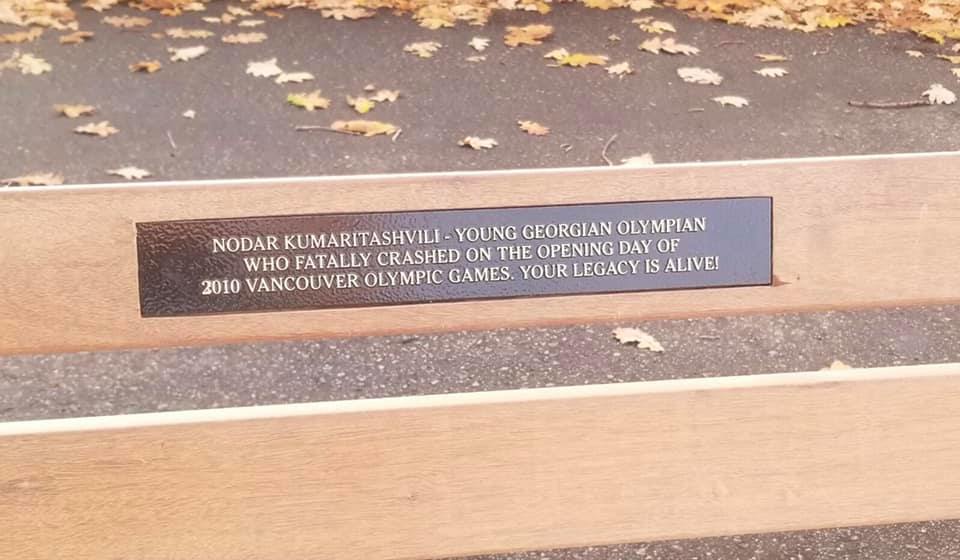 NODAR KUMARITASHVILI - YOUNG GEORGIAN OLYMPIAN
WHO FATALLY CRASHED ON THE OPENING DAY OF
2010 VANCOUVER OLYMPIC GAMES. YOUR LEGACY IS ALIVE!